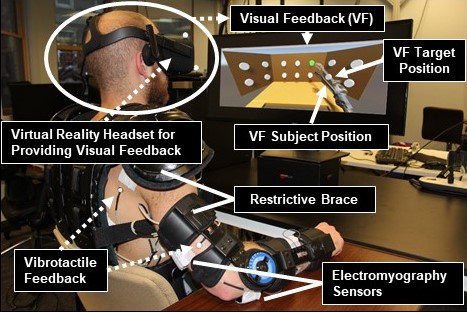 Visual Feedback (VF)
VF Target
Position
Virtual Reality Headset for
Providing Visual Feedback
VF Subject Position
Restrictive Brace
Vibrotactile
Feedback
Electromyography
Sensors